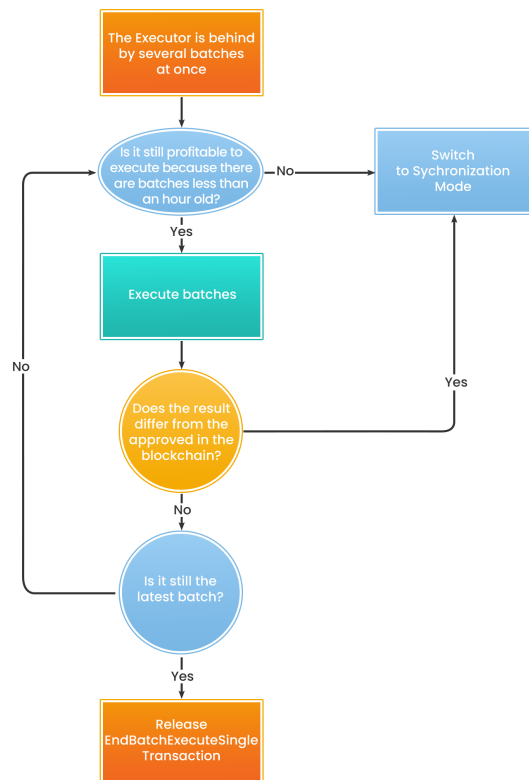 The Executor is behind
by several batches
at once
Is it still profitable to
execute because there
are batches less than
an hour old?
No
Switch
to Sychronization
Mode
Yes
Execute batches
No
Yes
Does the result
differ from the
approved in the
blockchain?
No
Is it still the
latest batch?
Yes
Release
EndBatchExecuteSingle
Transaction